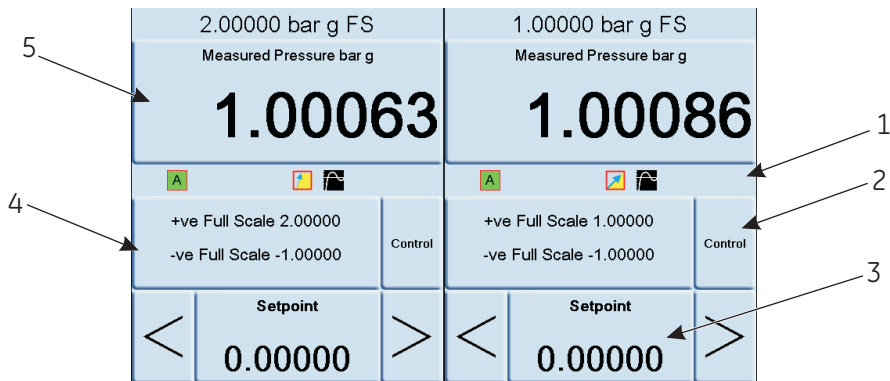 2.00000 bar g FS
Measured Pressure bar g
1.00063
A
+ve Full Scale 2.00000
-ve Full Scale -1.00000
Control
Setpoint
< 0.00000 >
1.00000 bar g FS
Measured Pressure bar g
1.00086
A
+ve Full Scale 1.00000
-ve Full Scale -1.00000
Control
Setpoint
< 0.00000 >
1
2
3
4
5